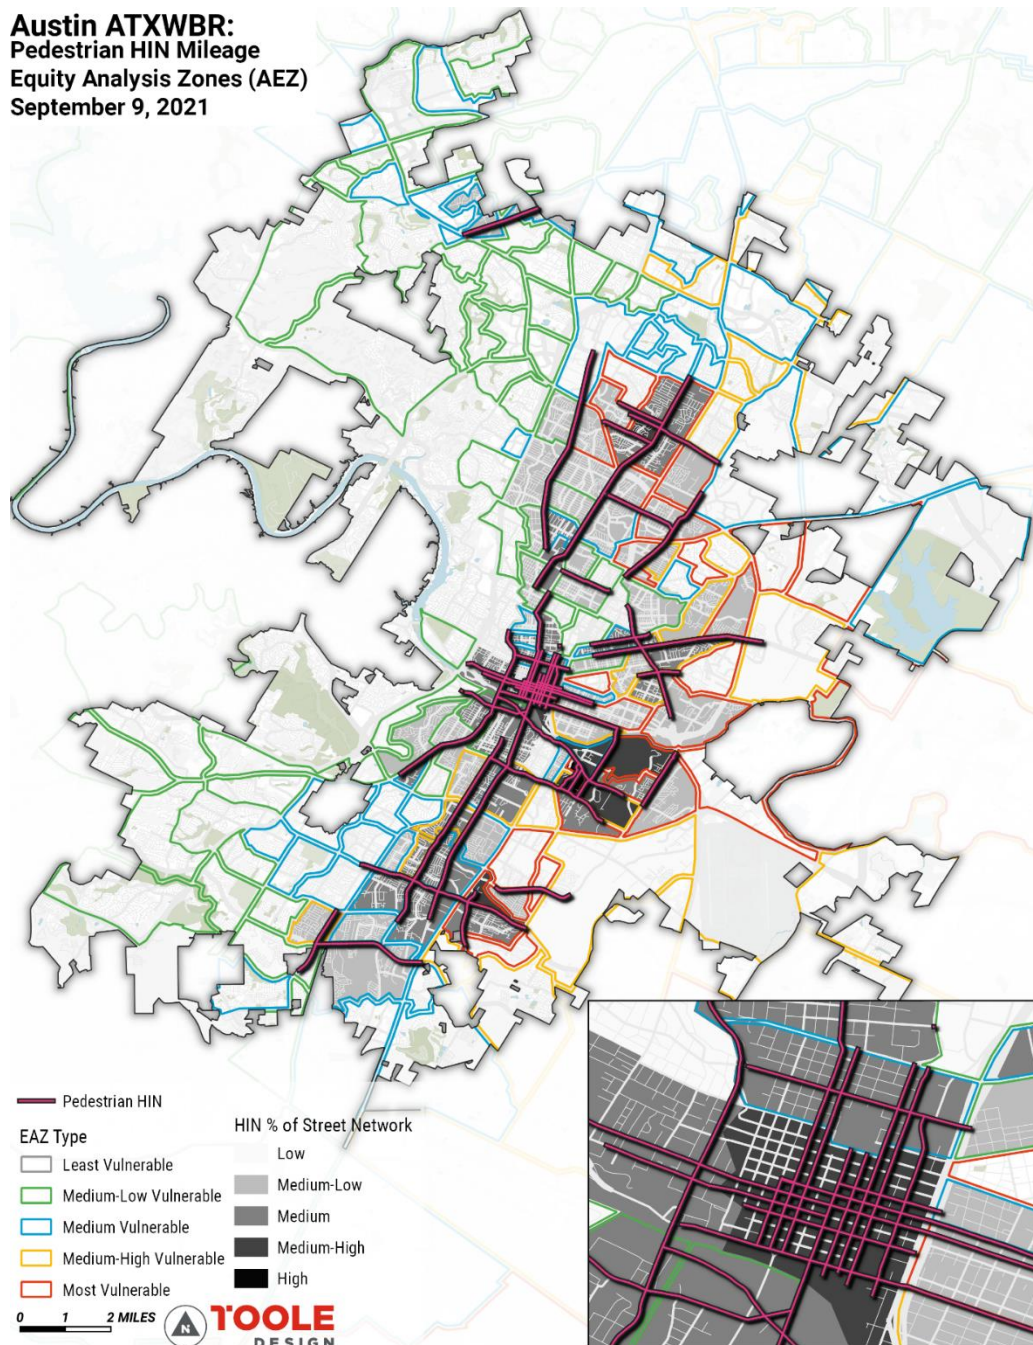 Austin ATXWBR:
Pedestrian HIN Mileage
Equity Analysis Zones (AEZ)
September 9, 2021
Pedestrian HIN
EAZ Type
Least Vulnerable
Medium-Low Vulnerable
Medium Vulnerable
Medium-High Vulnerable
Most Vulnerable
HIN % of Street Network
Low
Medium-Low
Medium
Medium-High
High
0 1 2 MILES
N
TOOLE
DESIGN